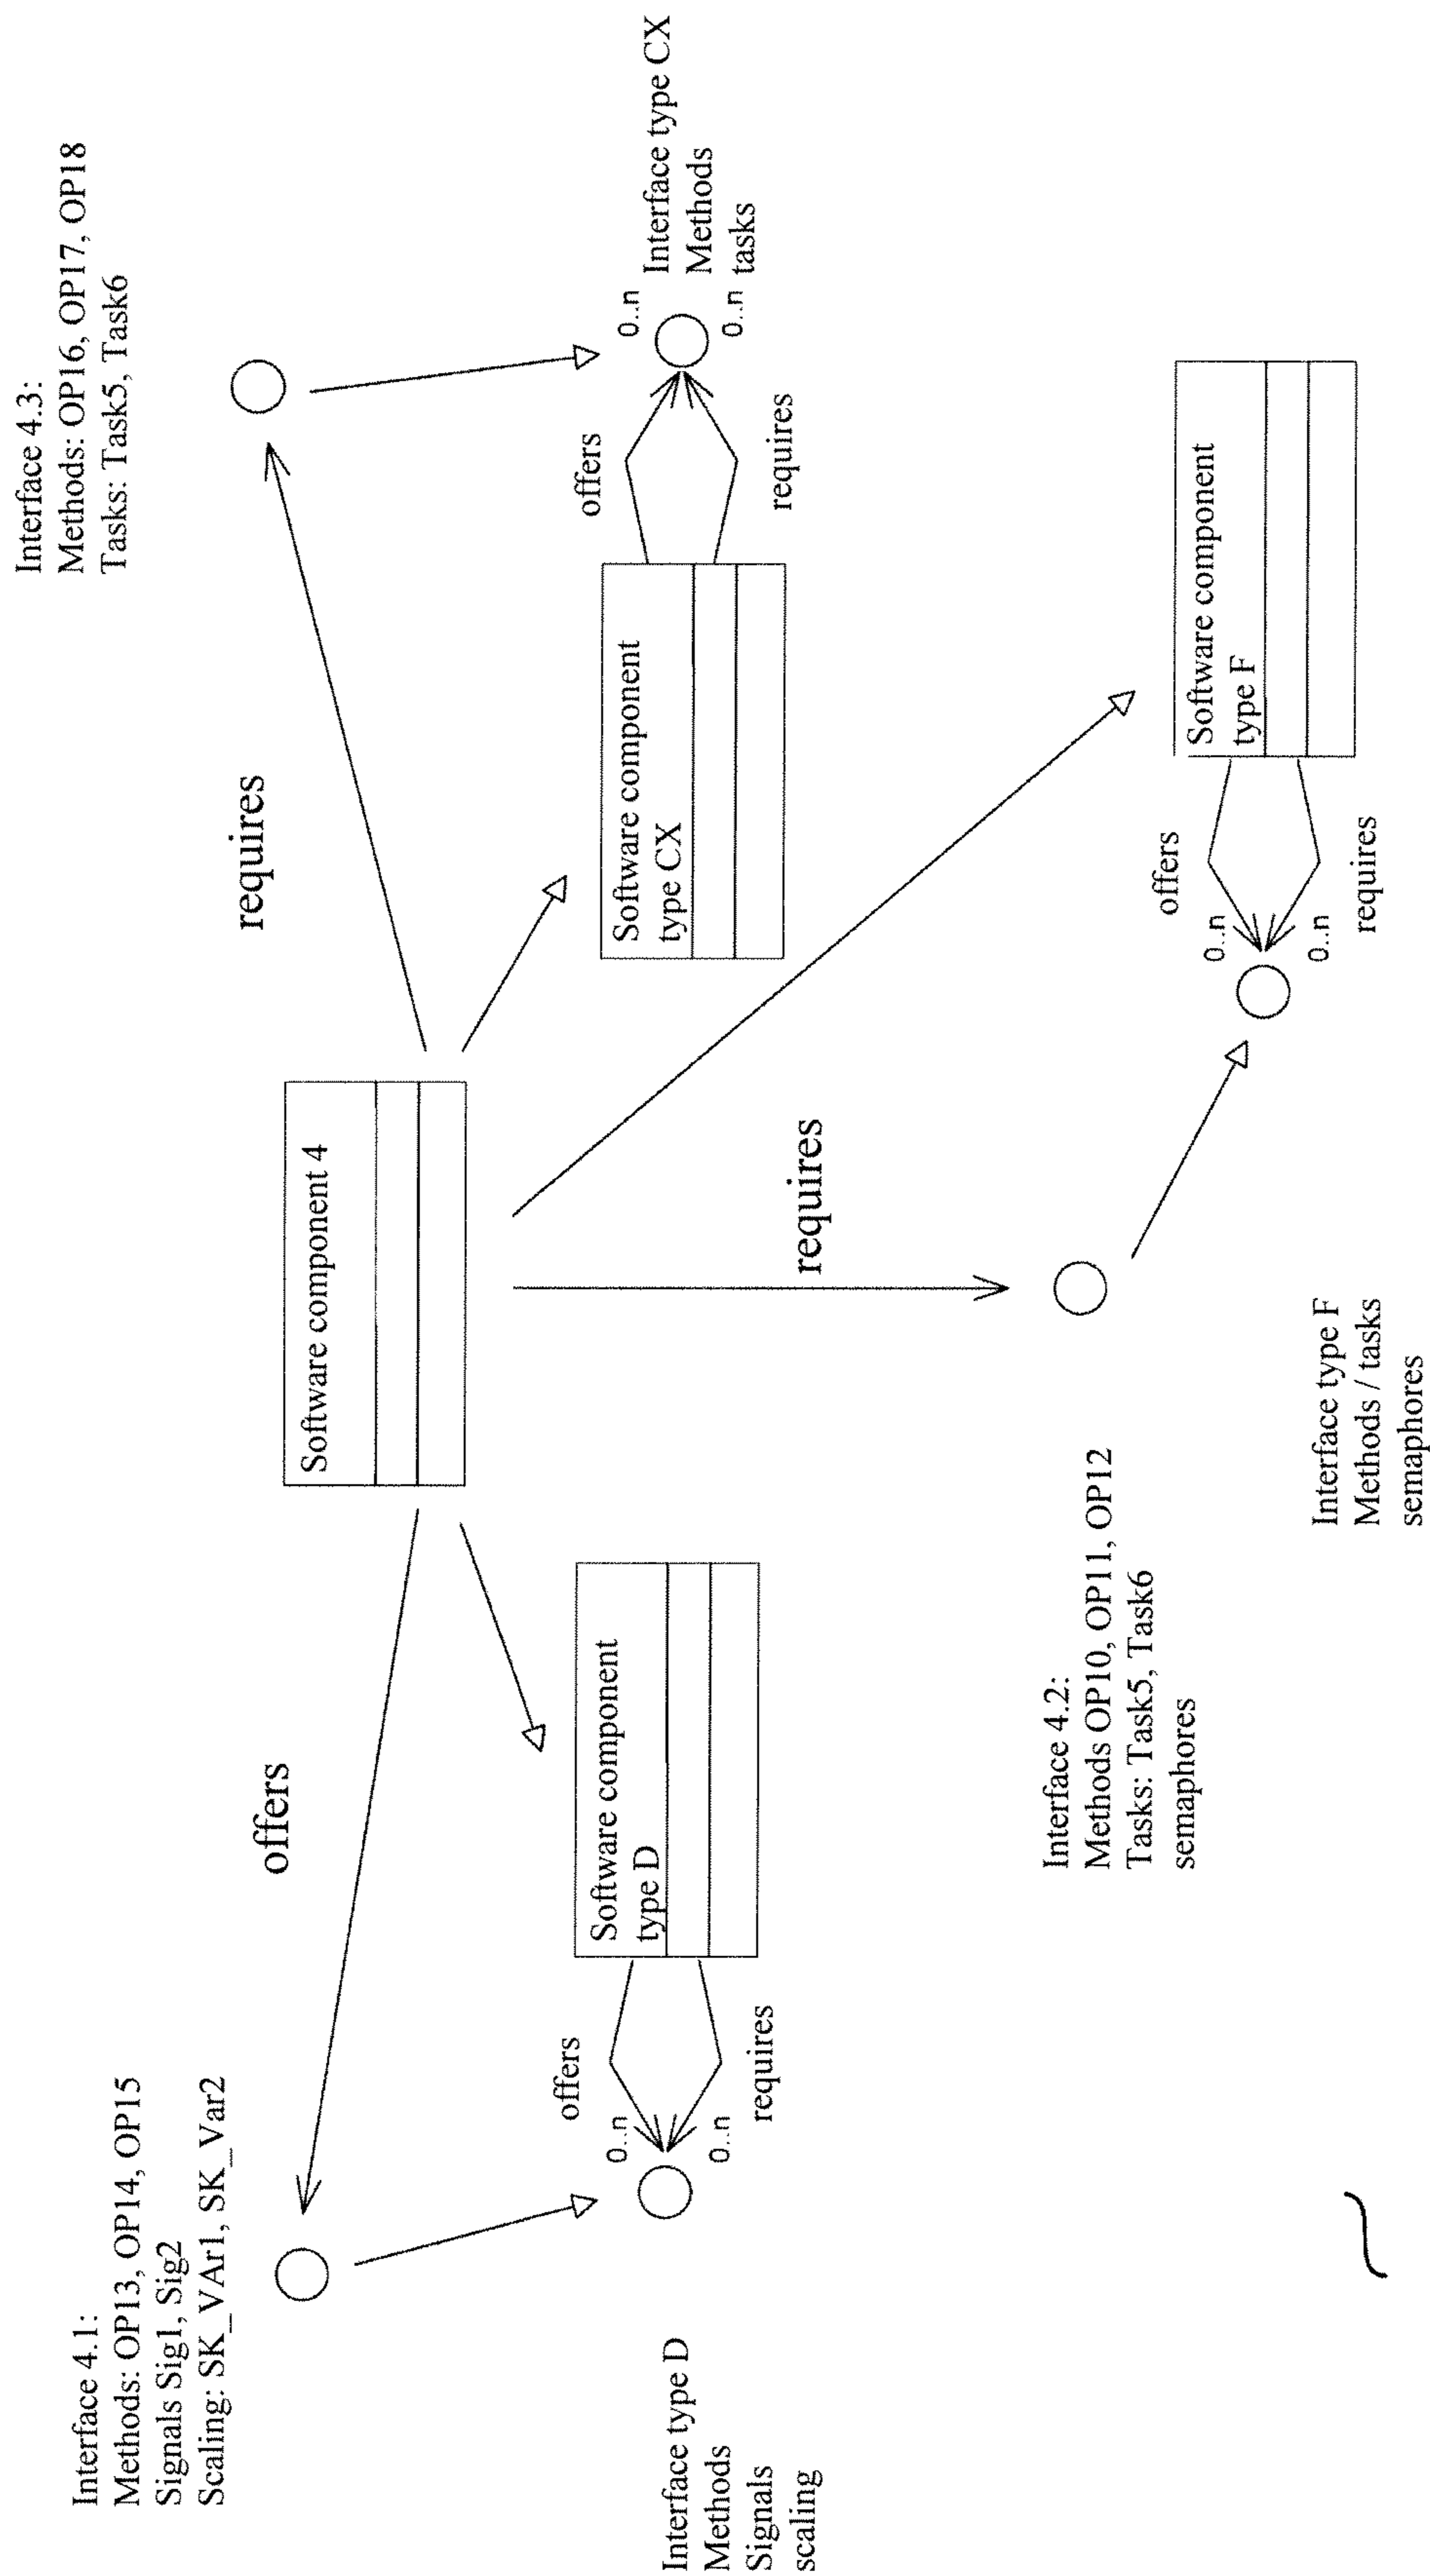 Interface 4.1:
Methods: OP13, OP14, OP15
Signals Sig1, Sig2
Scaling: SK_VAr1, SK_Var2
offers
Software component 4
requires
Interface 4.3:
Methods: OP16, OP17, OP18
Tasks: Task5, Task6
Interface type D
Methods
Signals
scaling
0..n
0..n
offers
requires
Software component
type D
requires
Software component
type CX
offers
requires
0..n
0..n
Interface type CX
Methods
tasks
Interface 4.2:
Methods OP10, OP11, OP12
Tasks: Task5, Task6
semaphores
Interface type F
Methods / tasks
semaphores
0..n
0..n
offers
requires
Software component
type F